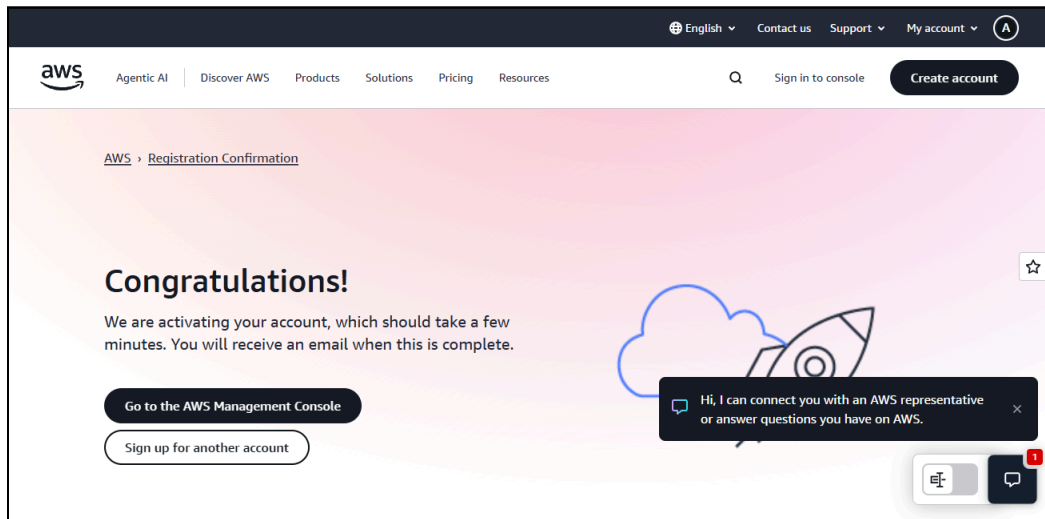 English
Contact us
Support
My account
A
aws
Agentic AI
Discover AWS
Products
Solutions
Pricing
Resources
Sign in to console
Create account
AWS › Registration Confirmation
Congratulations!
We are activating your account, which should take a few
minutes. You will receive an email when this is complete.
Go to the AWS Management Console
Sign up for another account
Hi, I can connect you with an AWS representative
or answer questions you have on AWS.
1